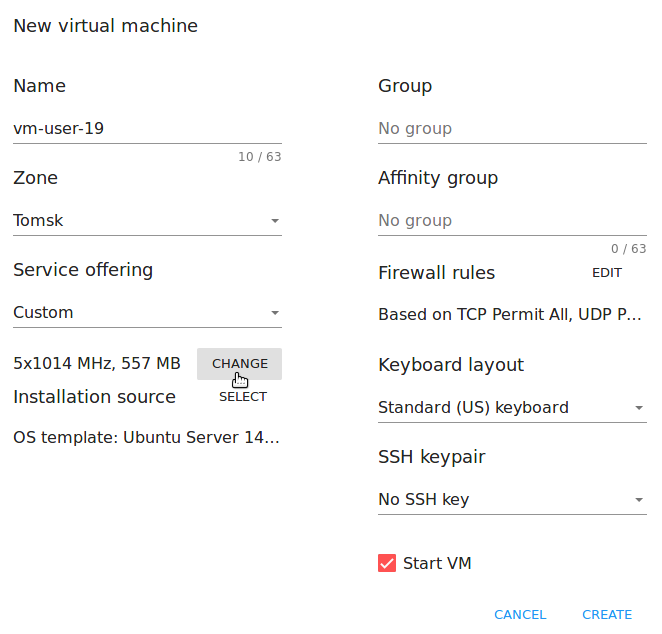 New virtual machine
Name
vm-user-19
10 / 63
Zone
Tomsk
Service offering
Custom
5x1014 MHz, 557 MB CHANGE
Installation source SELECT
OS template: Ubuntu Server 14...
Group
No group
Affinity group
No group
0 / 63
Firewall rules EDIT
Based on TCP Permit All, UDP P...
Keyboard layout
Standard (US) keyboard
SSH keypair
No SSH key
Start VM
CANCEL CREATE